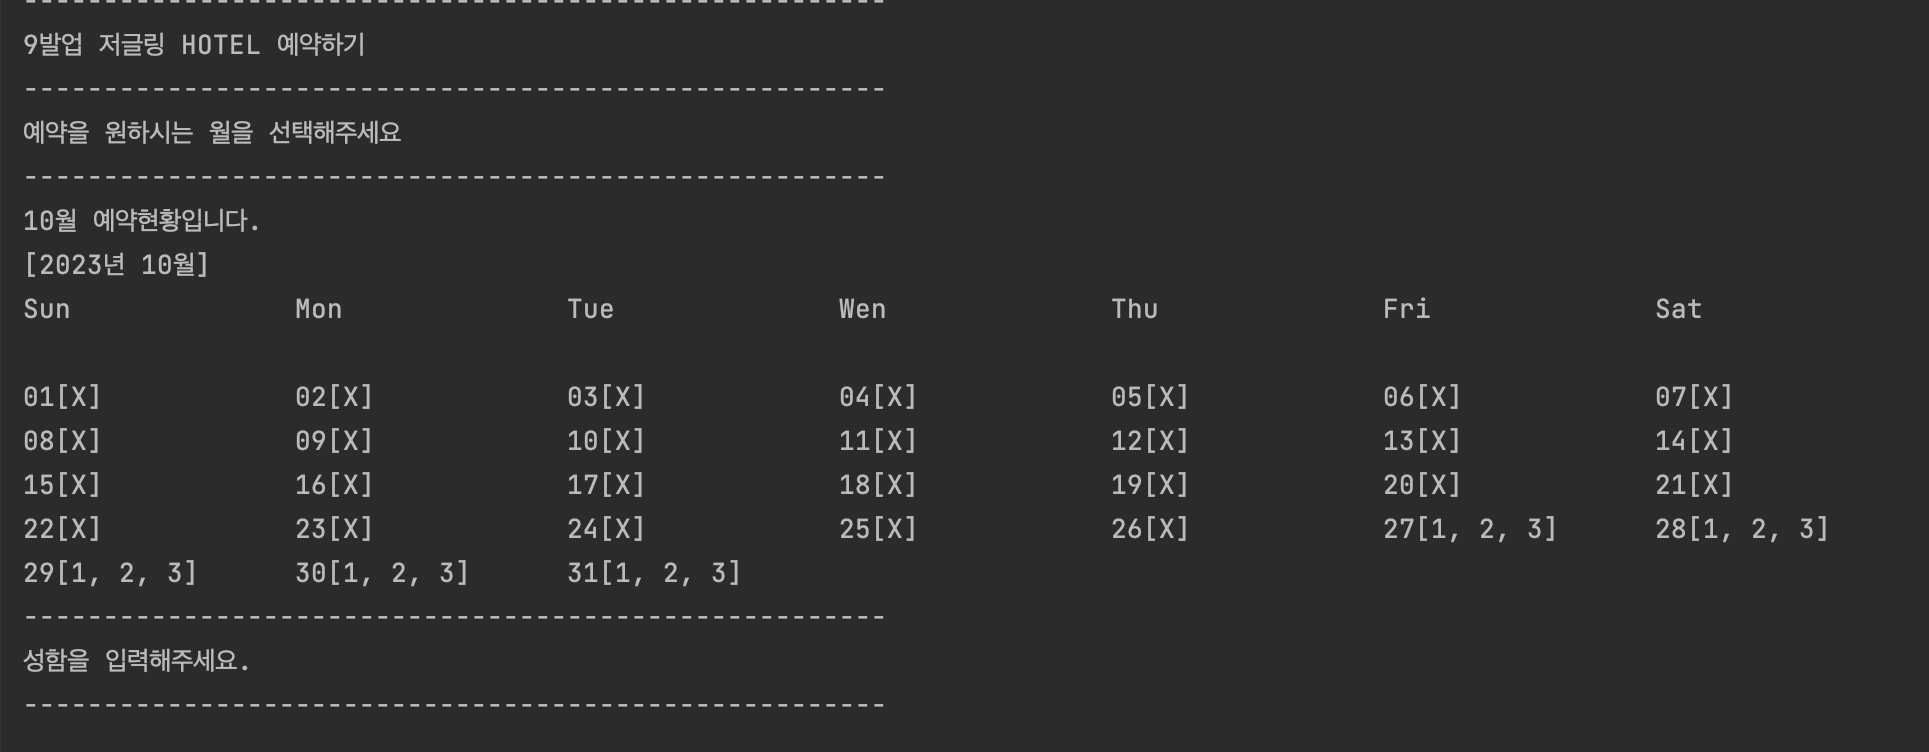 ------------------------------------------------------
9발업 저글링 HOTEL 예약하기
------------------------------------------------------
예약을 원하시는 월을 선택해주세요
------------------------------------------------------
10월 예약현황입니다.
[2023년 10월]
Sun Mon Tue Wen Thu Fri Sat
01[X] 02[X] 03[X] 04[X] 05[X] 06[X] 07[X]
08[X] 09[X] 10[X] 11[X] 12[X] 13[X] 14[X]
15[X] 16[X] 17[X] 18[X] 19[X] 20[X] 21[X]
22[X] 23[X] 24[X] 25[X] 26[X] 27[1, 2, 3] 28[1, 2, 3]
29[1, 2, 3] 30[1, 2, 3] 31[1, 2, 3]
------------------------------------------------------
성함을 입력해주세요.
------------------------------------------------------